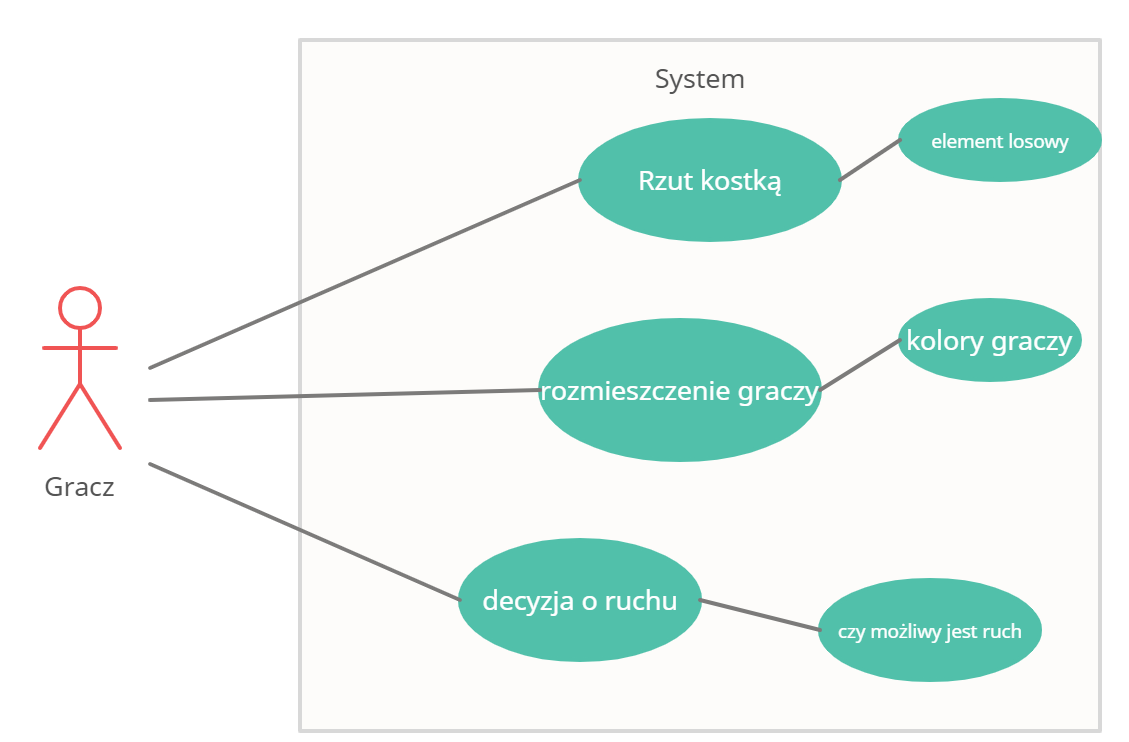 System
element losowy
Rzut kostką
kolory graczy
rozmieszczenie graczy
Gracz
decyzja o ruchu
czy możliwy jest ruch